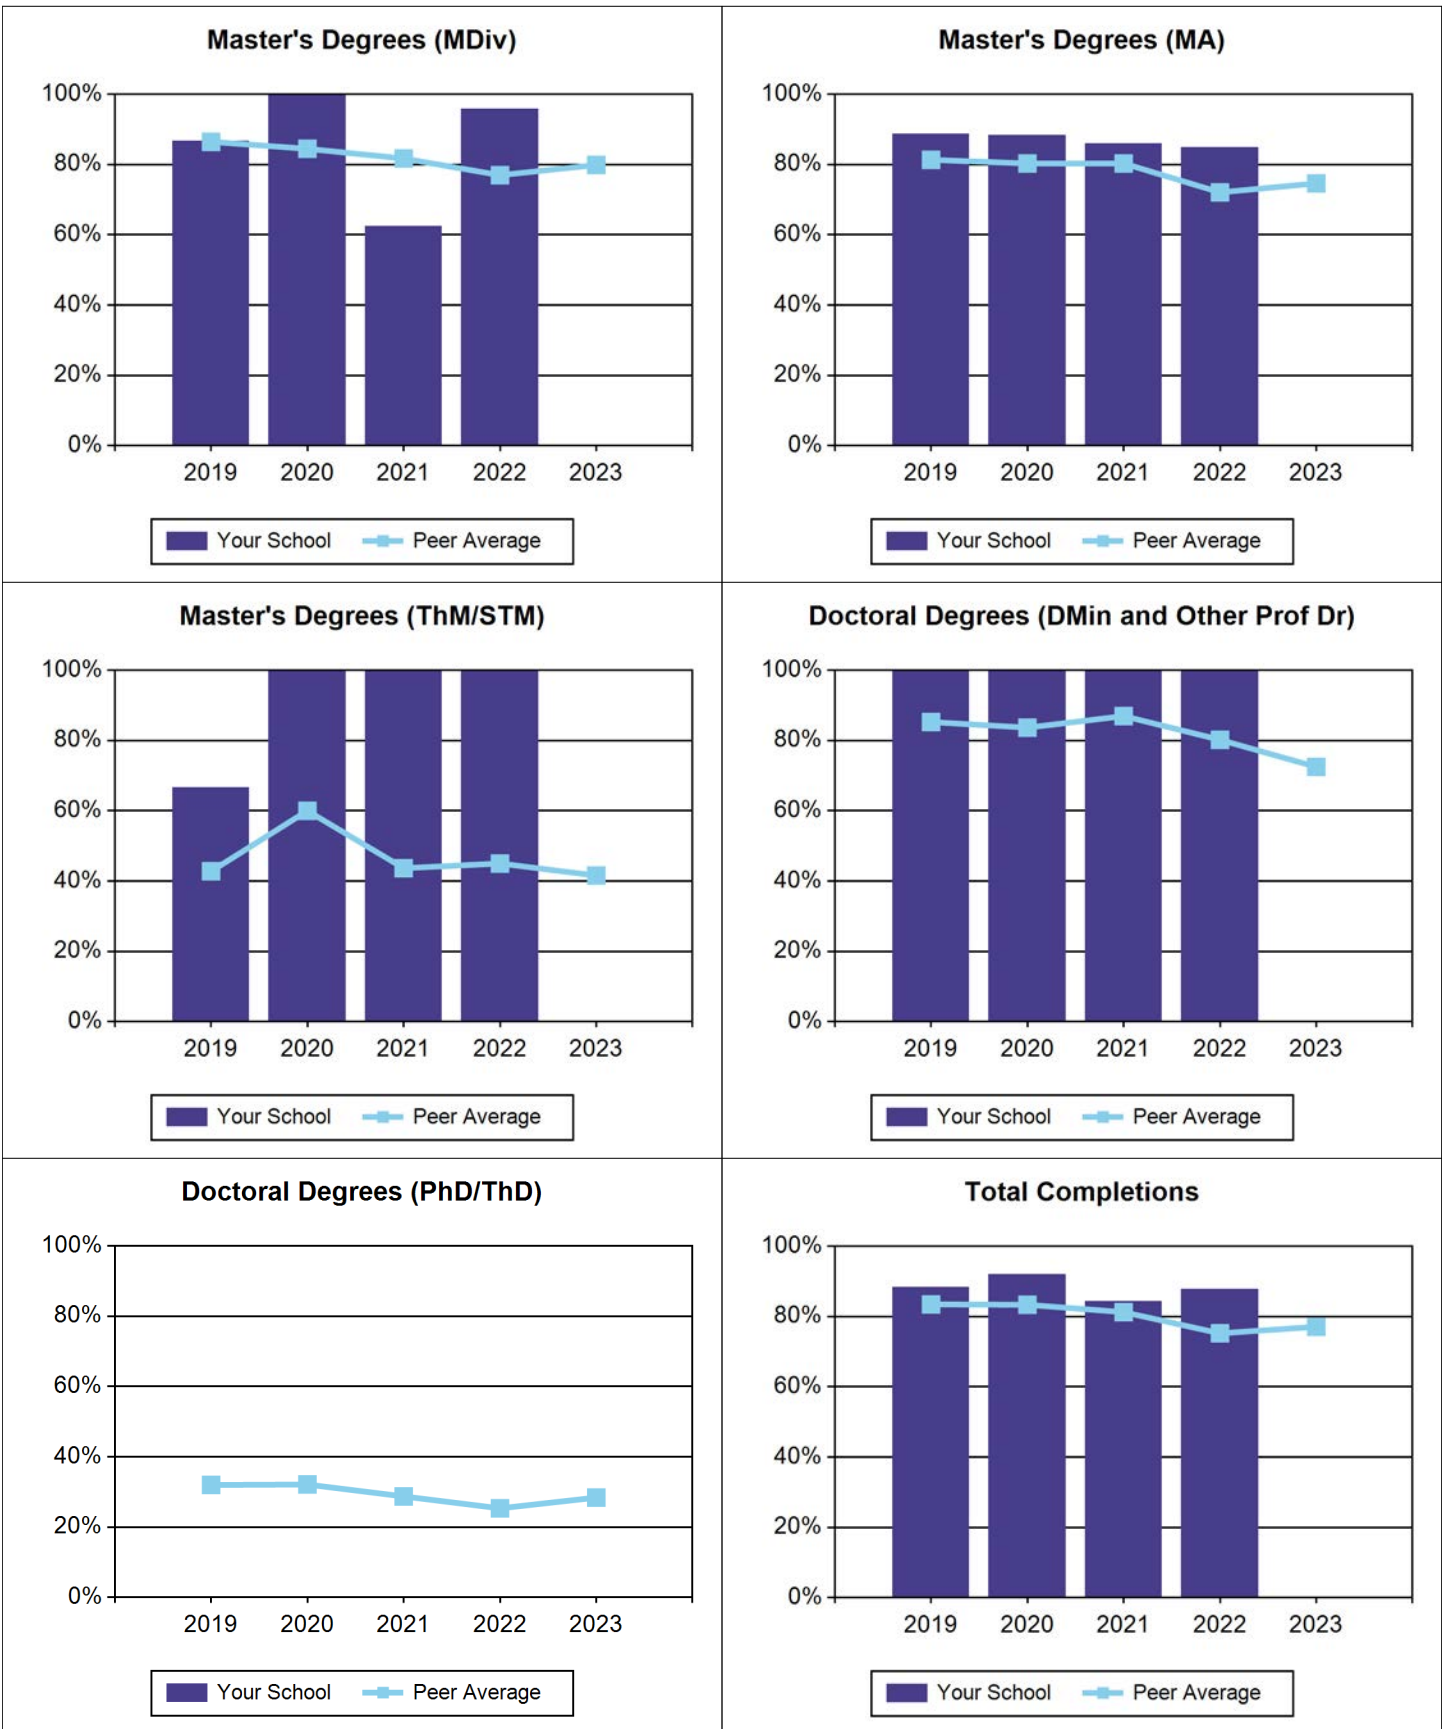 Master's Degrees (MDiv)
100%
80%
60%
40%
20%
0%
2019 2020 2021 2022 2023
Your School Peer Average
Master's Degrees (MA)
100%
80%
60%
40%
20%
0%
2019 2020 2021 2022 2023
Your School Peer Average
Master's Degrees (ThM/STM)
100%
80%
60%
40%
20%
0%
2019 2020 2021 2022 2023
Your School Peer Average
Doctoral Degrees (DMin and Other Prof Dr)
100%
80%
60%
40%
20%
0%
2019 2020 2021 2022 2023
Your School Peer Average
Doctoral Degrees (PhD/ThD)
100%
80%
60%
40%
20%
0%
2019 2020 2021 2022 2023
Your School Peer Average
Total Completions
100%
80%
60%
40%
20%
0%
2019 2020 2021 2022 2023
Your School Peer Average